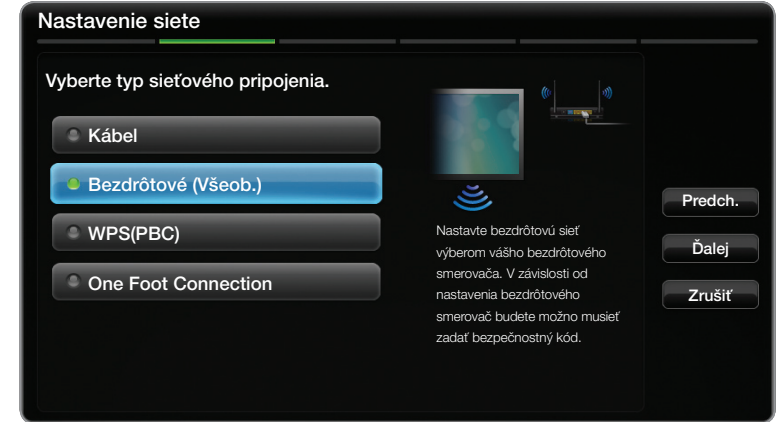 Nastavenie siete
Vyberte typ sieťového pripojenia.
Kábel
Bezdrôtové (Všeob.)
WPS(PBC)
One Foot Connection
Nastavte bezdrôtovú sieť
výberom vášho bezdrôtového
smerovača. V závislosti od
nastavenia bezdrôtového
smerovač budete možno musieť
zadať bezpečnostný kód.
Predch.
Ďalej
Zrušiť